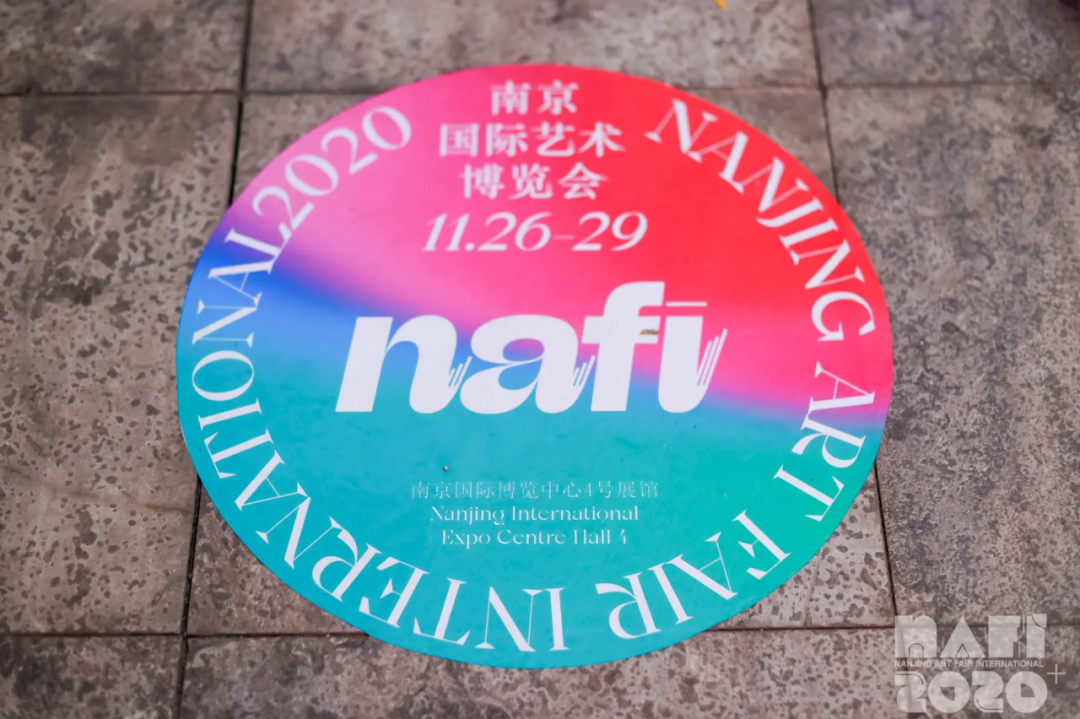 南京
国际艺术
博览会
11.26-29
NANJING ART FAIR INTERNATIONAL2020
nafi
南京国际博览中心4号展馆
Nanjing International
Expo Centre Hall 4
NAFi
NANJING ART FAIR INTERNATIONAL
2020+